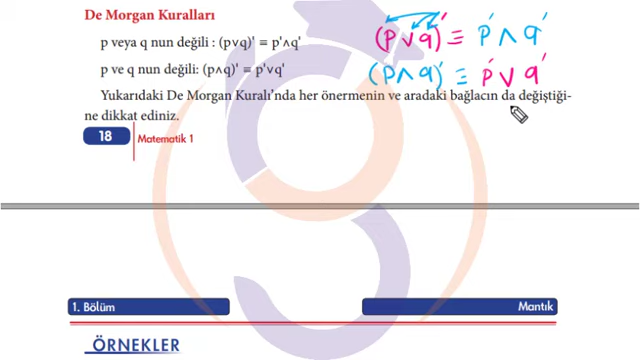 De Morgan Kuralları
p veya q nun değili : (p∨q)' ≡ p'∧q'
(p ∨ q)' ≡ p' ∧ q'
p ve q nun değili: (p∧q)' ≡ p'∨q'
(p ∧ q)' ≡ p' ∨ q'
Yukarıdaki De Morgan Kuralı'nda her önermenin ve aradaki bağlacın da değiştiği-
ne dikkat ediniz.
18 Matematik 1
1. Bölüm Mantık
ÖRNEKLER